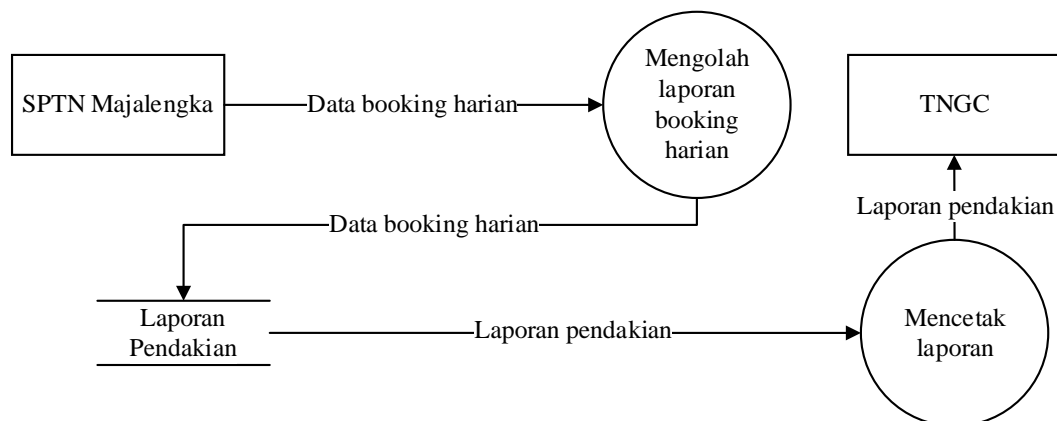 SPTN Majalengka
Data booking harian
Mengolah
laporan
booking
harian
TNGC
Laporan pendakian
Data booking harian
Laporan
Pendakian
Laporan pendakian
Mencetak
laporan